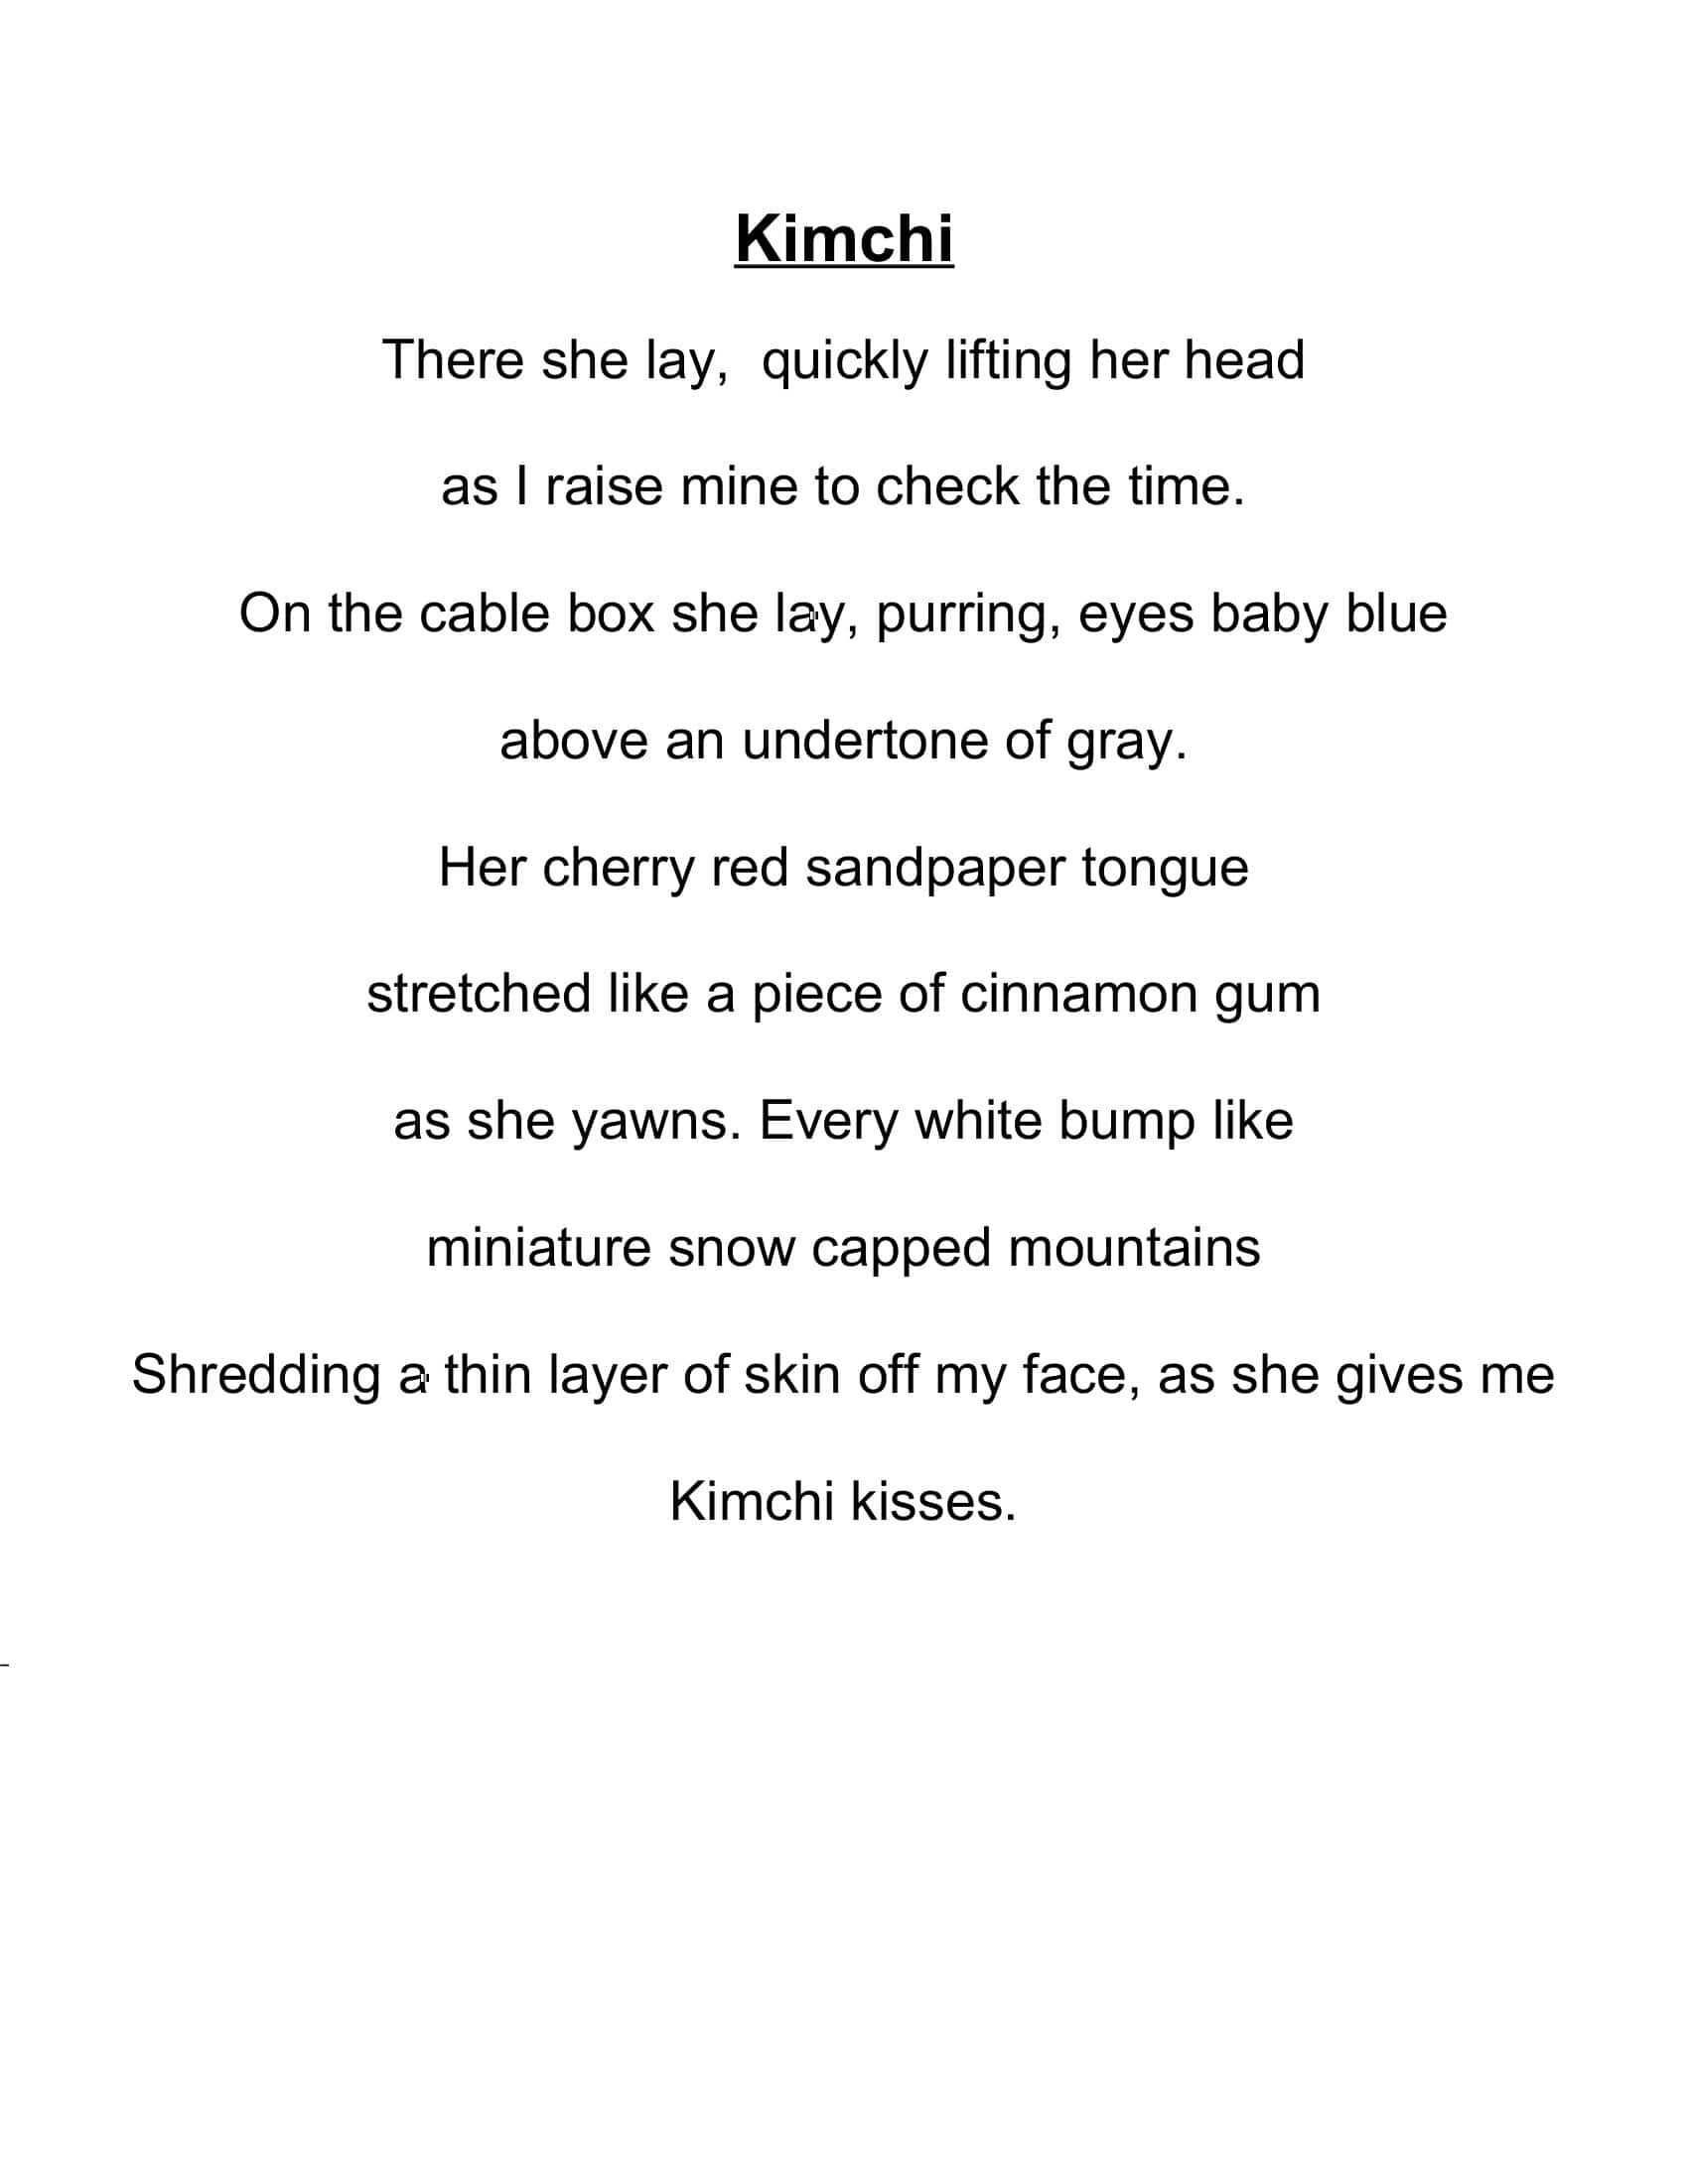 Kimchi
There she lay,  quickly lifting her head
as I raise mine to check the time.
On the cable box she lay, purring, eyes baby blue
above an undertone of gray.
Her cherry red sandpaper tongue
stretched like a piece of cinnamon gum
as she yawns. Every white bump like
miniature snow capped mountains
Shredding a thin layer of skin off my face, as she gives me
Kimchi kisses.